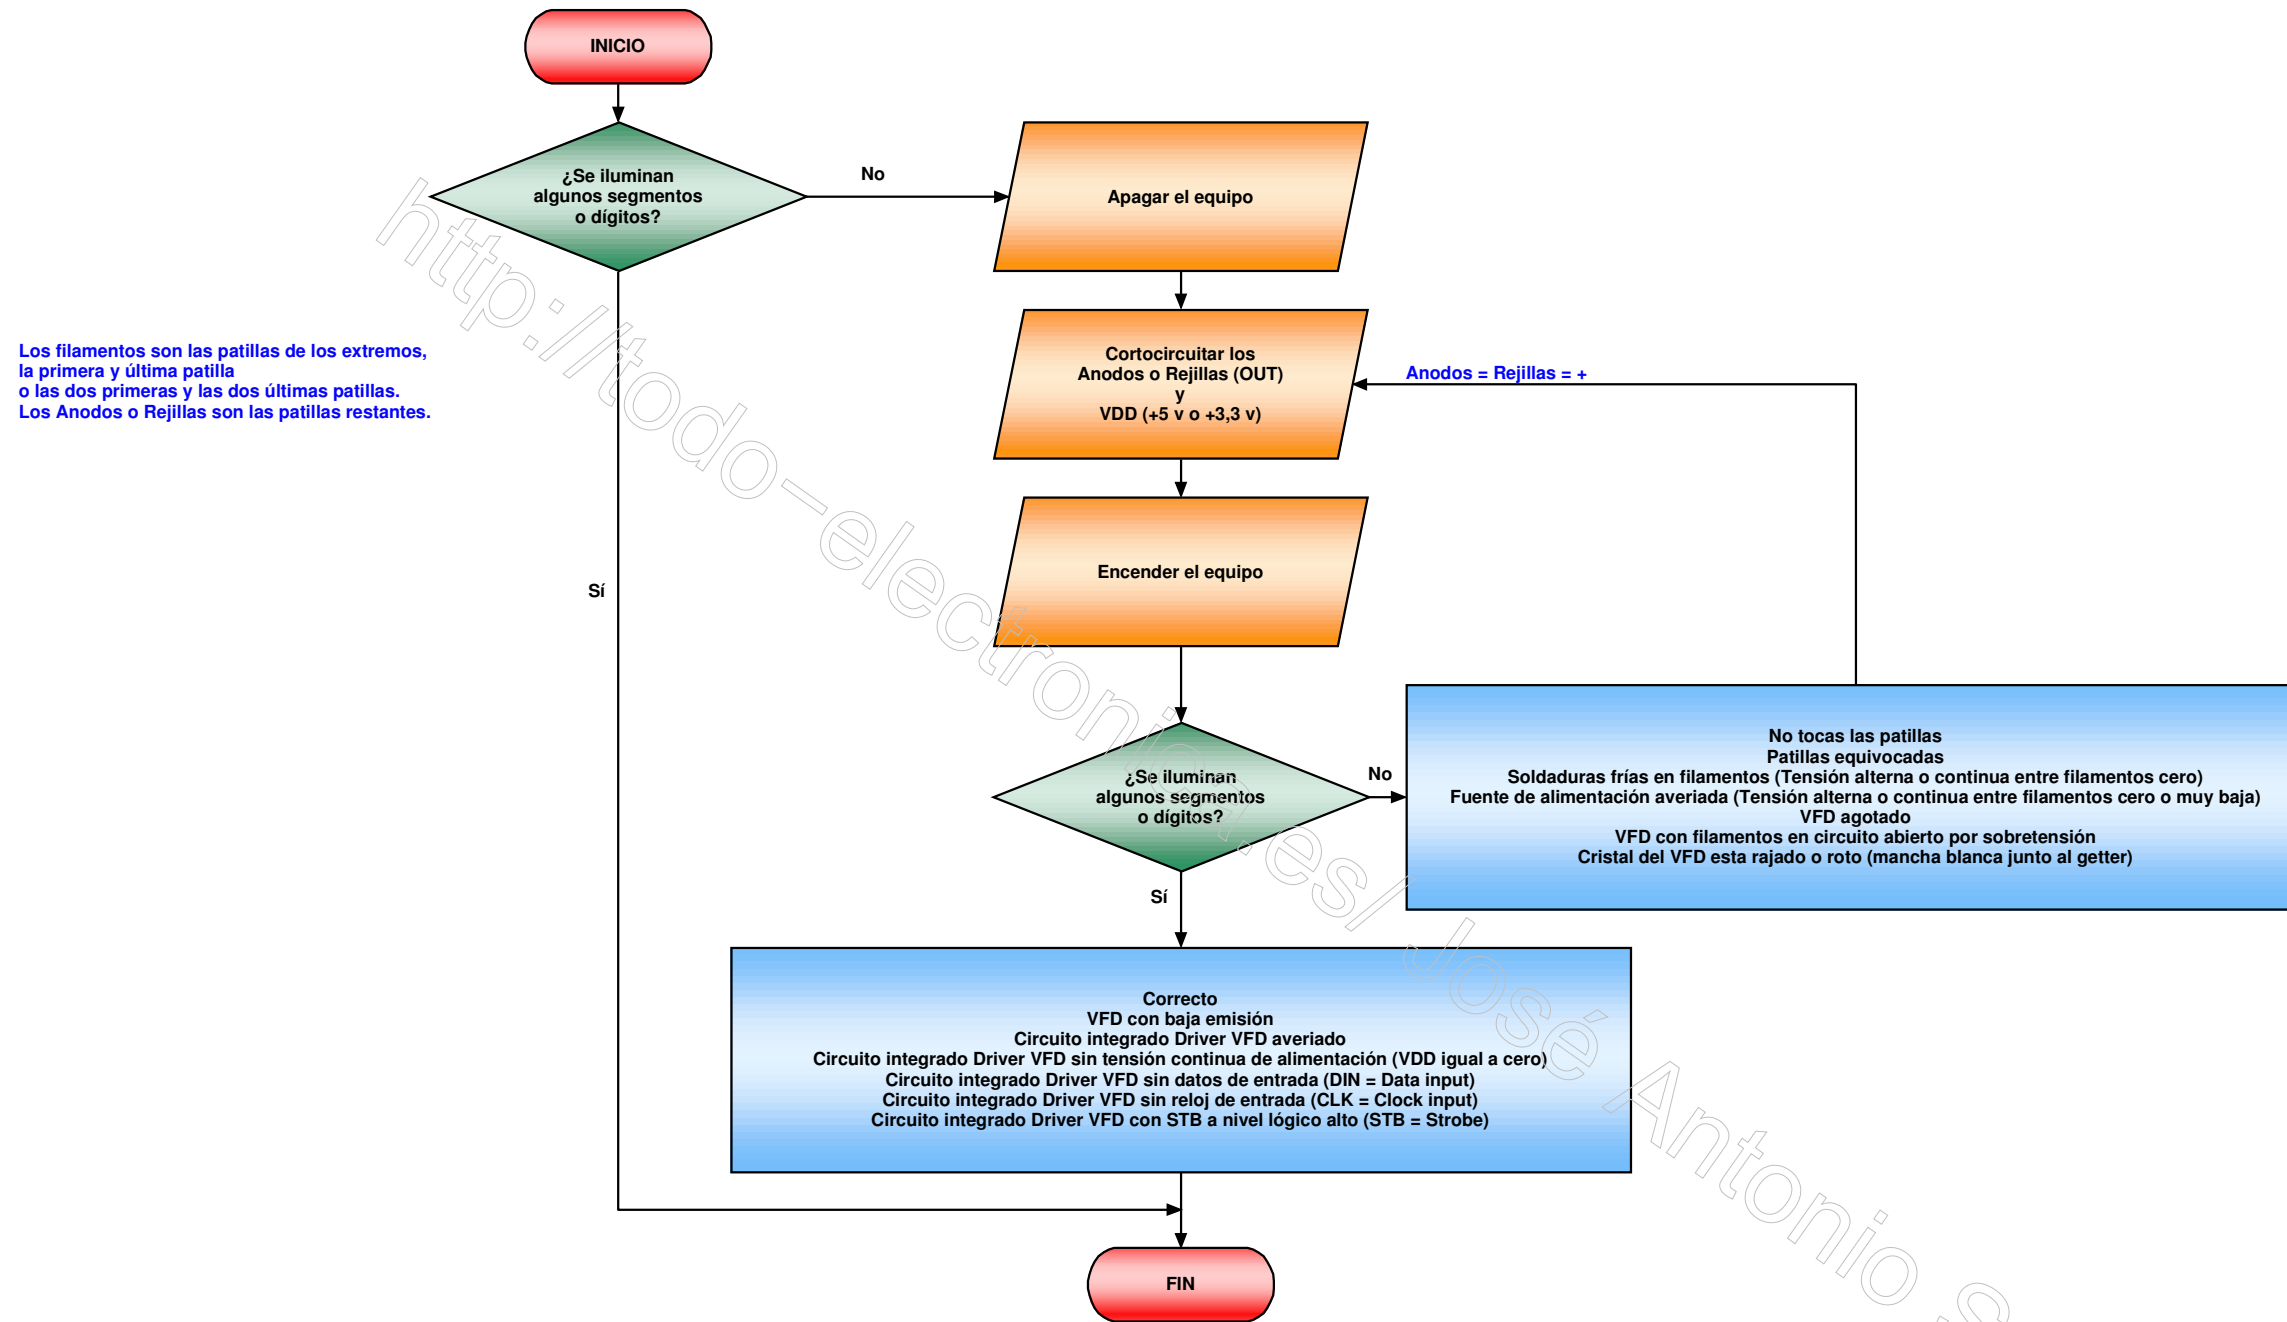 INICIO
¿Se iluminan
algunos segmentos
o dígitos?
No
Apagar el equipo
Los filamentos son las patillas de los extremos,
la primera y última patilla
o las dos primeras y las dos últimas patillas.
Los Anodos o Rejillas son las patillas restantes.
Cortocircuitar los
Anodos o Rejillas (OUT)
y
VDD (+5 v o +3,3 v)
Anodos = Rejillas = +
Encender el equipo
Sí
¿Se iluminan
algunos segmentos
o dígitos?
No
No tocas las patillas
Patillas equivocadas
Soldaduras frías en filamentos (Tensión alterna o continua entre filamentos cero)
Fuente de alimentación averiada (Tensión alterna o continua entre filamentos cero o muy baja)
VFD agotado
VFD con filamentos en circuito abierto por sobretensión
Cristal del VFD esta rajado o roto (mancha blanca junto al getter)
Sí
Correcto
VFD con baja emisión
Circuito integrado Driver VFD averiado
Circuito integrado Driver VFD sin tensión continua de alimentación (VDD igual a cero)
Circuito integrado Driver VFD sin datos de entrada (DIN = Data input)
Circuito integrado Driver VFD sin reloj de entrada (CLK = Clock input)
Circuito integrado Driver VFD con STB a nivel lógico alto (STB = Strobe)
FIN
http://todo-electronica.es/ José Antonio S